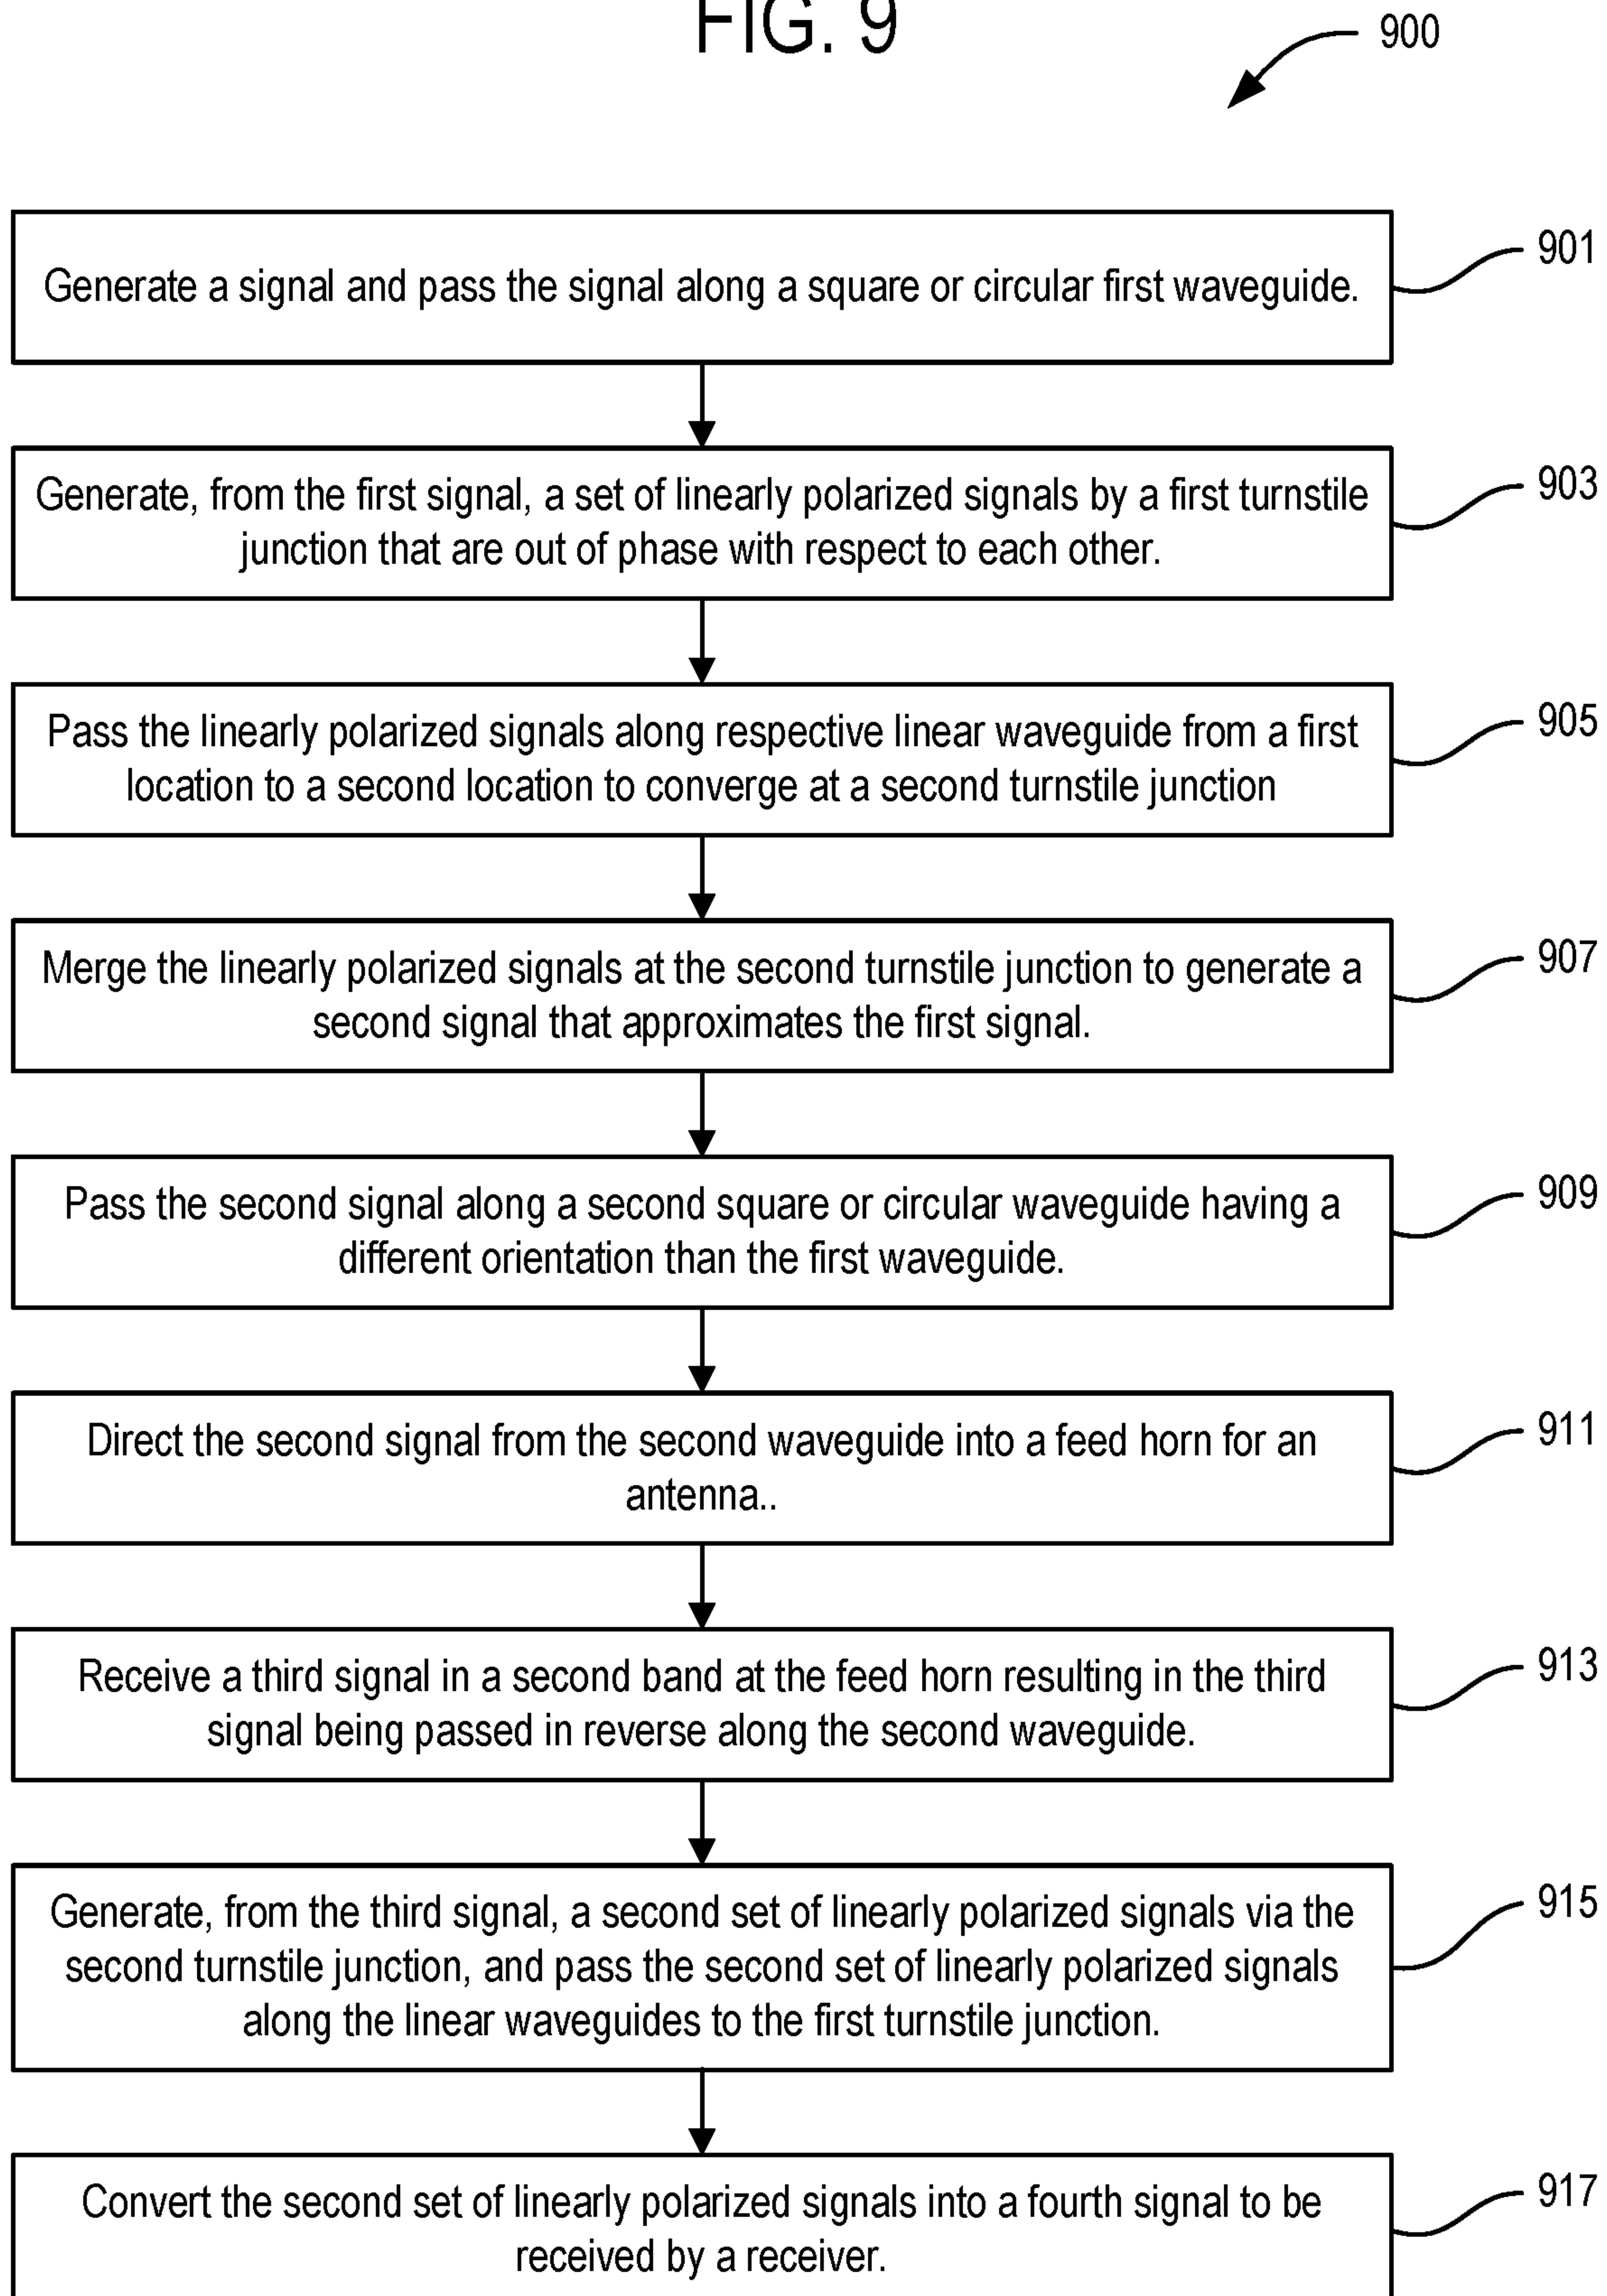 FIG. 9
900
Generate a signal and pass the signal along a square or circular first waveguide.
901
Generate, from the first signal, a set of linearly polarized signals by a first turnstile
junction that are out of phase with respect to each other.
903
Pass the linearly polarized signals along respective linear waveguide from a first
location to a second location to converge at a second turnstile junction
905
Merge the linearly polarized signals at the second turnstile junction to generate a
second signal that approximates the first signal.
907
Pass the second signal along a second square or circular waveguide having a
different orientation than the first waveguide.
909
Direct the second signal from the second waveguide into a feed horn for an
antenna..
911
Receive a third signal in a second band at the feed horn resulting in the third
signal being passed in reverse along the second waveguide.
913
Generate, from the third signal, a second set of linearly polarized signals via the
second turnstile junction, and pass the second set of linearly polarized signals
along the linear waveguides to the first turnstile junction.
915
Convert the second set of linearly polarized signals into a fourth signal to be
received by a receiver.
917